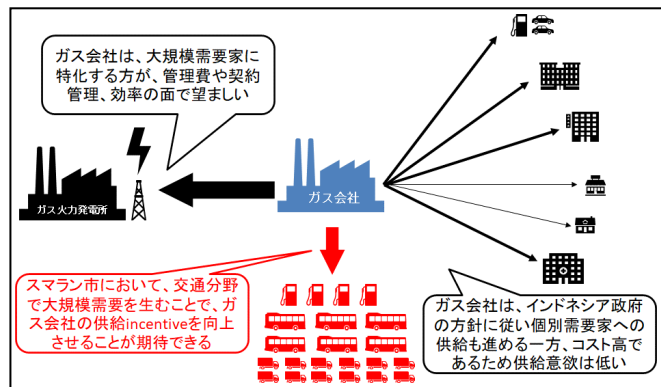 ガス会社は、大規模需要家に
特化する方が、管理費や契約
管理、効率の面で望ましい
ガス火力発電所
ガス会社
スマラン市において、交通分野
で大規模需要を生むことで、ガ
ス会社の供給incentiveを向上
させることが期待できる
ガス会社は、インドネシア政府
の方針に従い個別需要家への
供給も進める一方、コスト高で
あるため供給意欲は低い